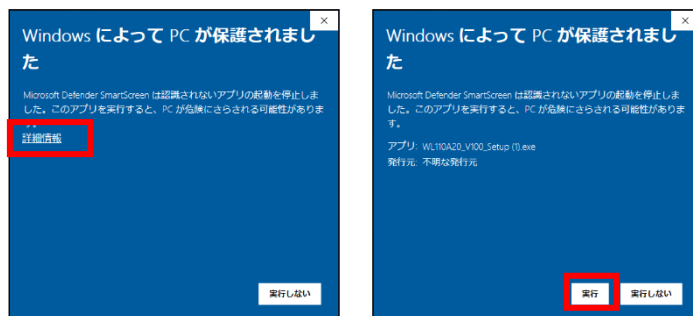 Windows によって PC が保護されまし
た
Microsoft Defender SmartScreen は認識されないアプリの起動を停止しま
した。このアプリを実行すると、PC が危険にさらされる可能性がありま
す。
詳細情報
実行しない
Windows によって PC が保護されまし
た
Microsoft Defender SmartScreen は認識されないアプリの起動を停止しま
した。このアプリを実行すると、PC が危険にさらされる可能性がありま
す。
アプリ: WL110A20_V100_Setup (1).exe
発行元: 不明な発行元
実行 実行しない